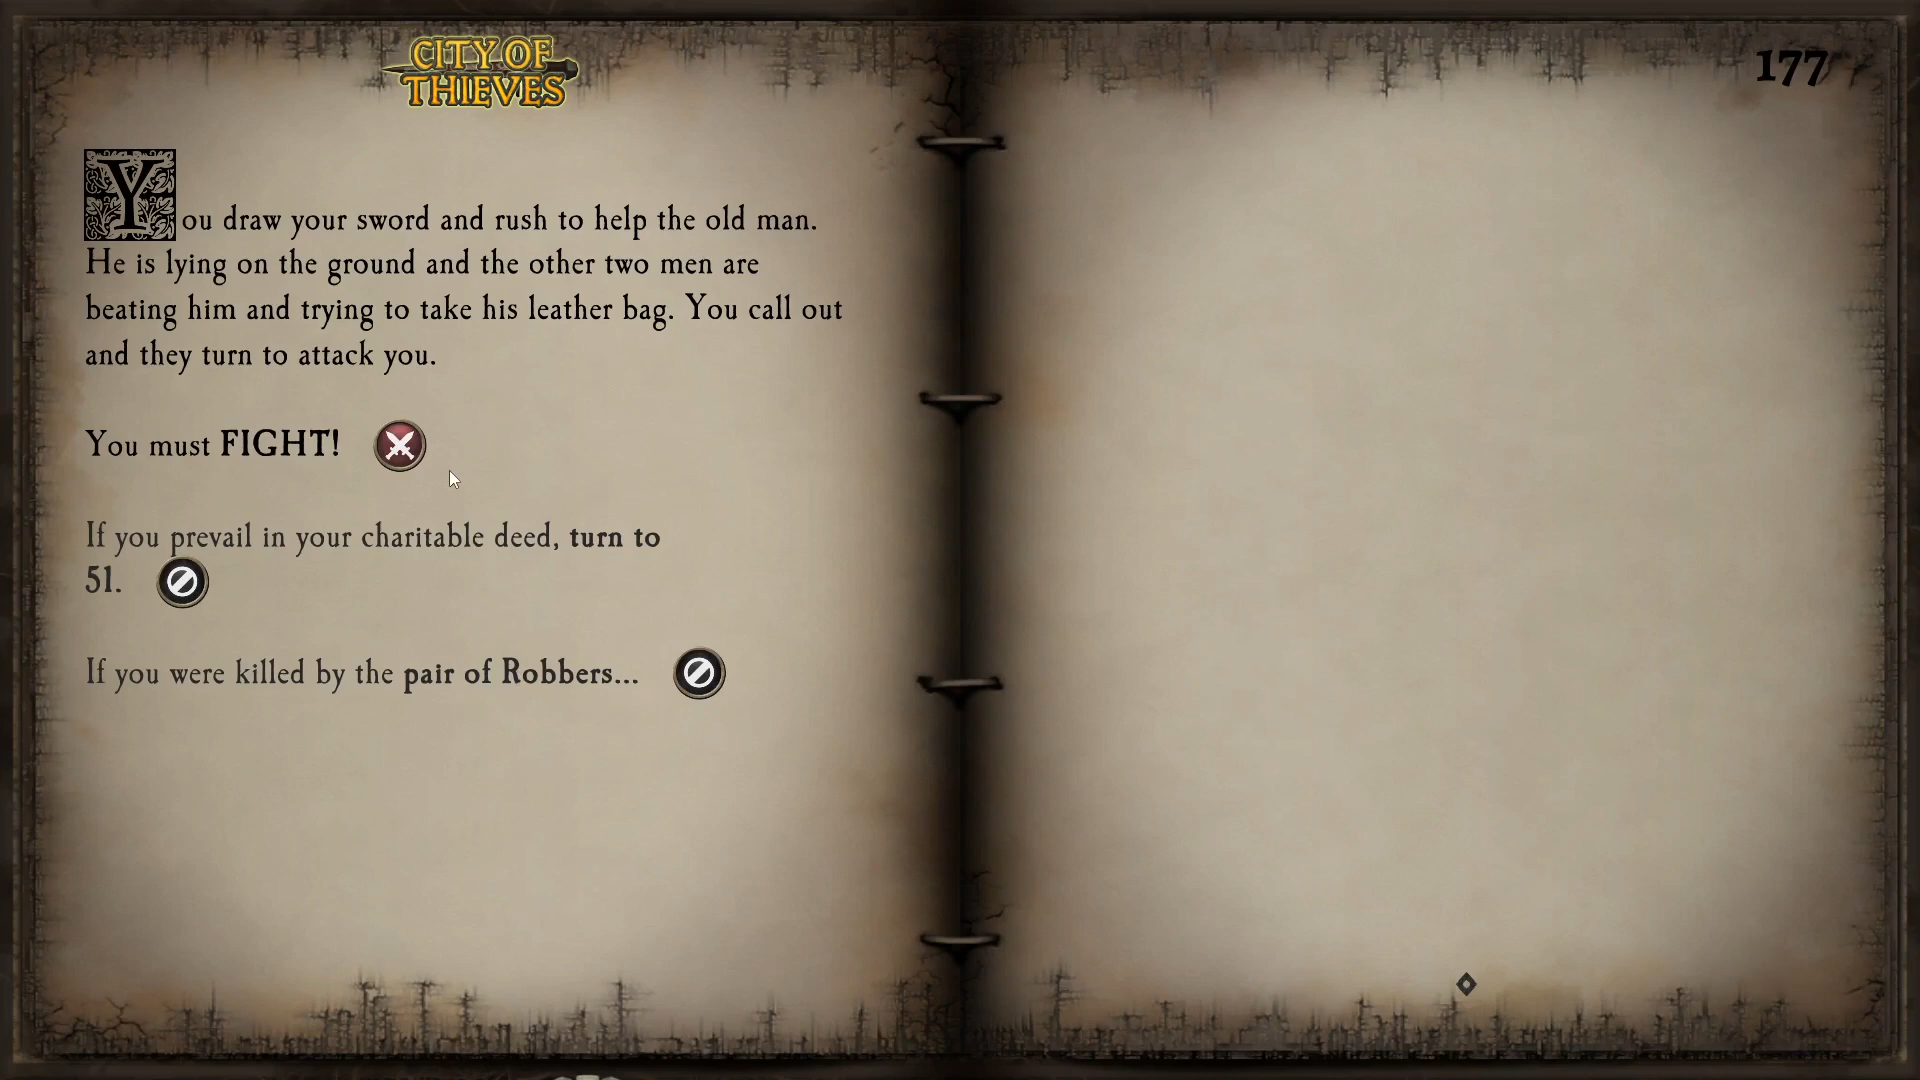 CITY OF
THIEVES
177
You draw your sword and rush to help the old man.
He is lying on the ground and the other two men are
beating him and trying to take his leather bag. You call out
and they turn to attack you.
You must FIGHT!
If you prevail in your charitable deed, turn to
51.
If you were killed by the pair of Robbers...